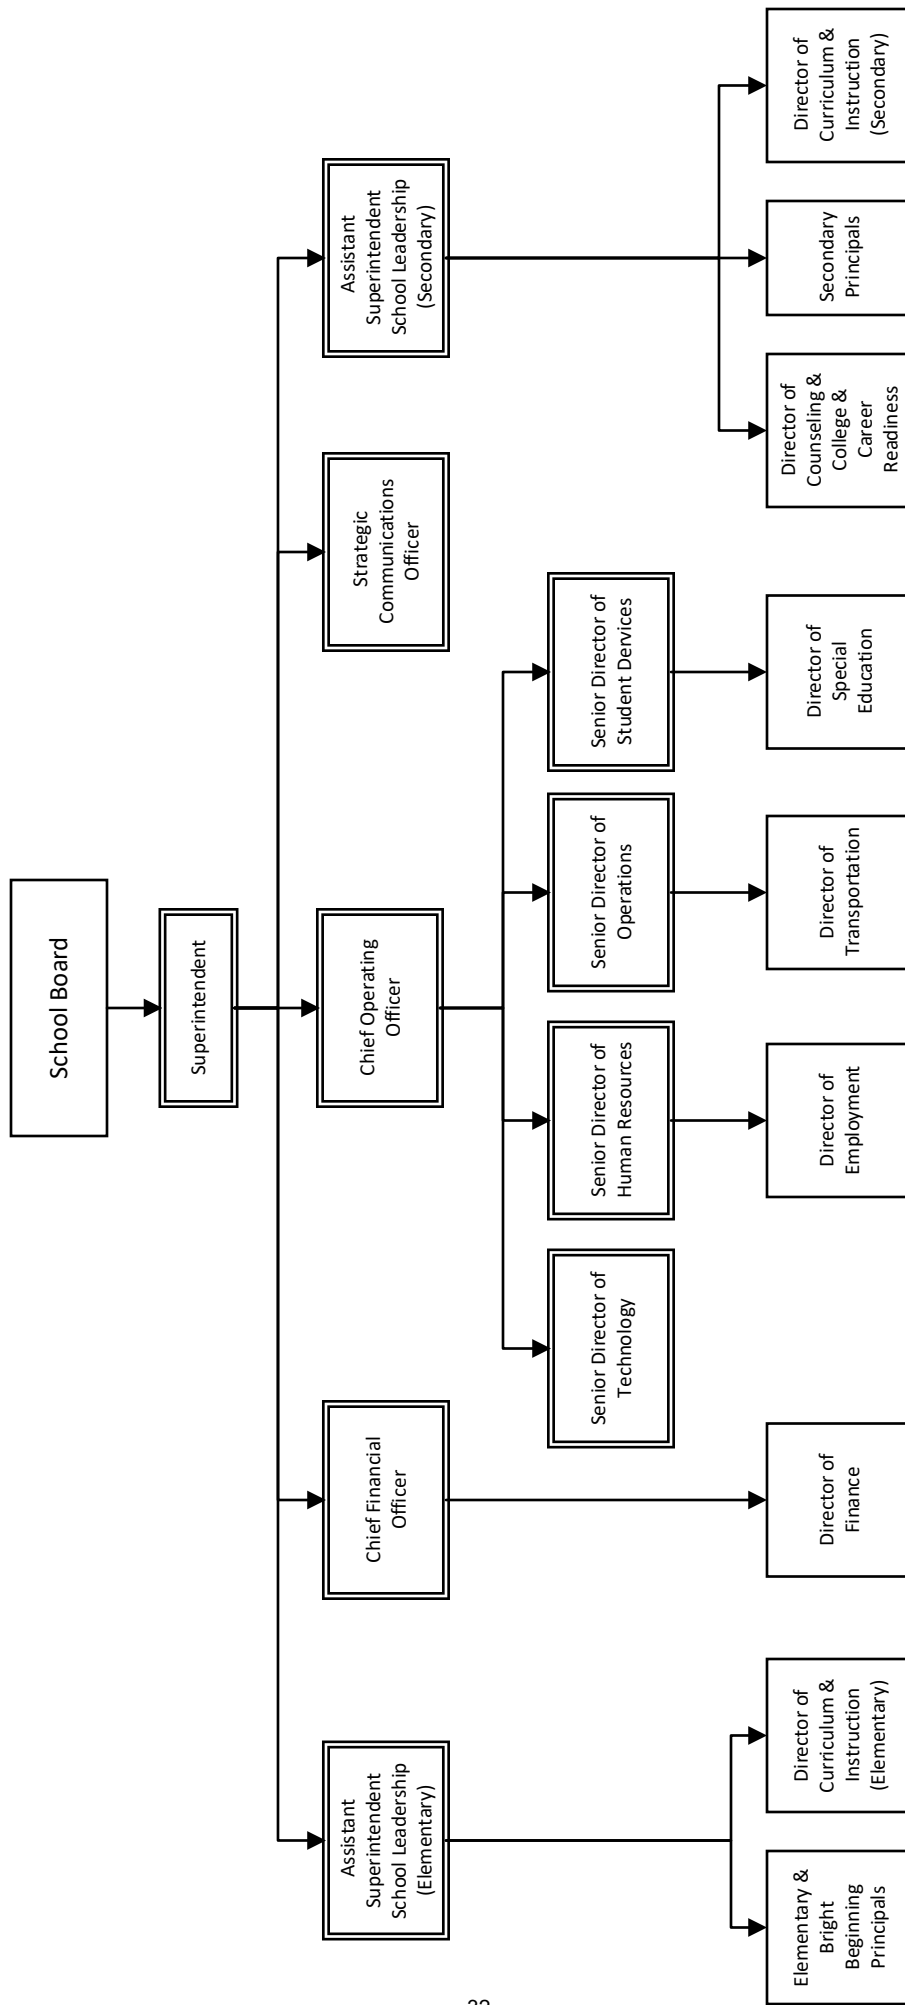 School Board
Superintendent
Assistant
Superintendent
School Leadership
(Elementary)
Chief Financial
Officer
Chief Operating
Officer
Strategic
Communications
Officer
Assistant
Superintendent
School Leadership
(Secondary)
Senior Director of
Technology
Senior Director of
Human Resources
Senior Director of
Operations
Senior Director of
Student Dervices
Elementary &
Bright
Beginning
Principals
Director of
Curriculum &
Instruction
(Elementary)
Director of
Finance
Director of
Employment
Director of
Transportation
Director of
Special
Education
Director of
Counseling &
College &
Career
Readiness
Secondary
Principals
Director of
Curriculum &
Instruction
(Secondary)